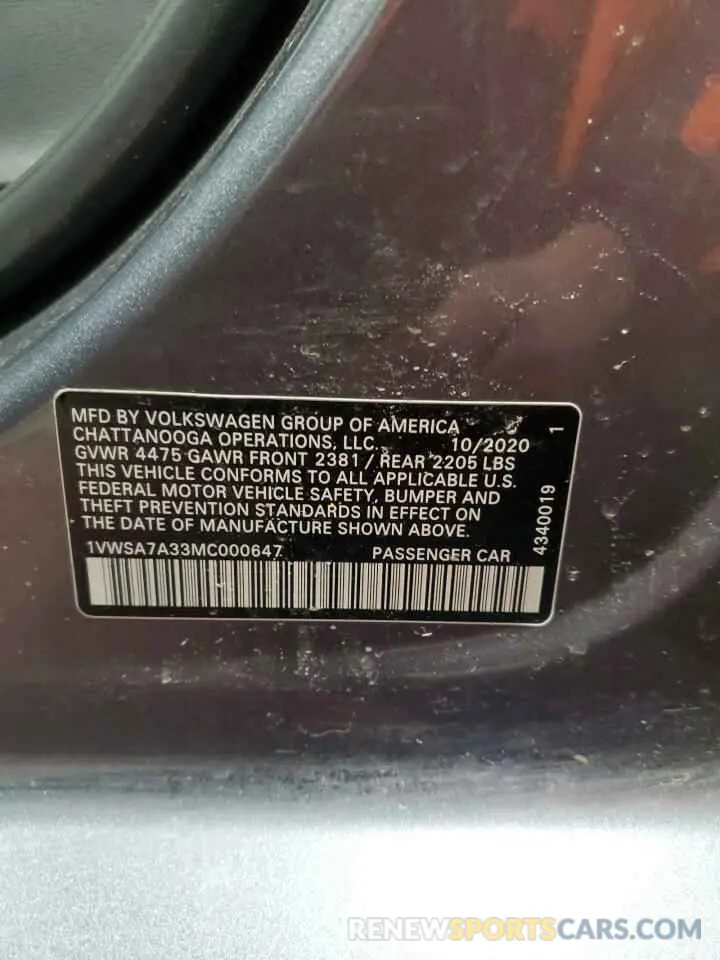 MFD BY VOLKSWAGEN GROUP OF AMERICA
CHATTANOOGA OPERATIONS, LLC. 10/2020 1
GVWR 4475 GAWR FRONT 2381 / REAR 2205 LBS
THIS VEHICLE CONFORMS TO ALL APPLICABLE U.S.
FEDERAL MOTOR VEHICLE SAFETY, BUMPER AND
THEFT PREVENTION STANDARDS IN EFFECT ON
THE DATE OF MANUFACTURE SHOWN ABOVE.
4340019
1VWSA7A33MC000647 PASSENGER CAR
RENEWSPORTSCARS.COM